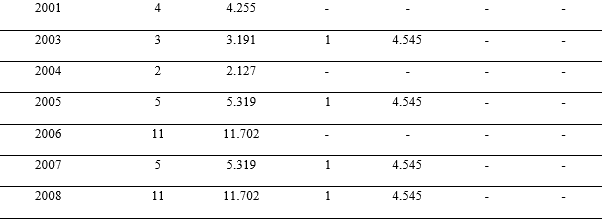 2001 4 4.255 - - - -
2003 3 3.191 1 4.545 - -
2004 2 2.127 - - - -
2005 5 5.319 1 4.545 - -
2006 11 11.702 - - - -
2007 5 5.319 1 4.545 - -
2008 11 11.702 1 4.545 - -